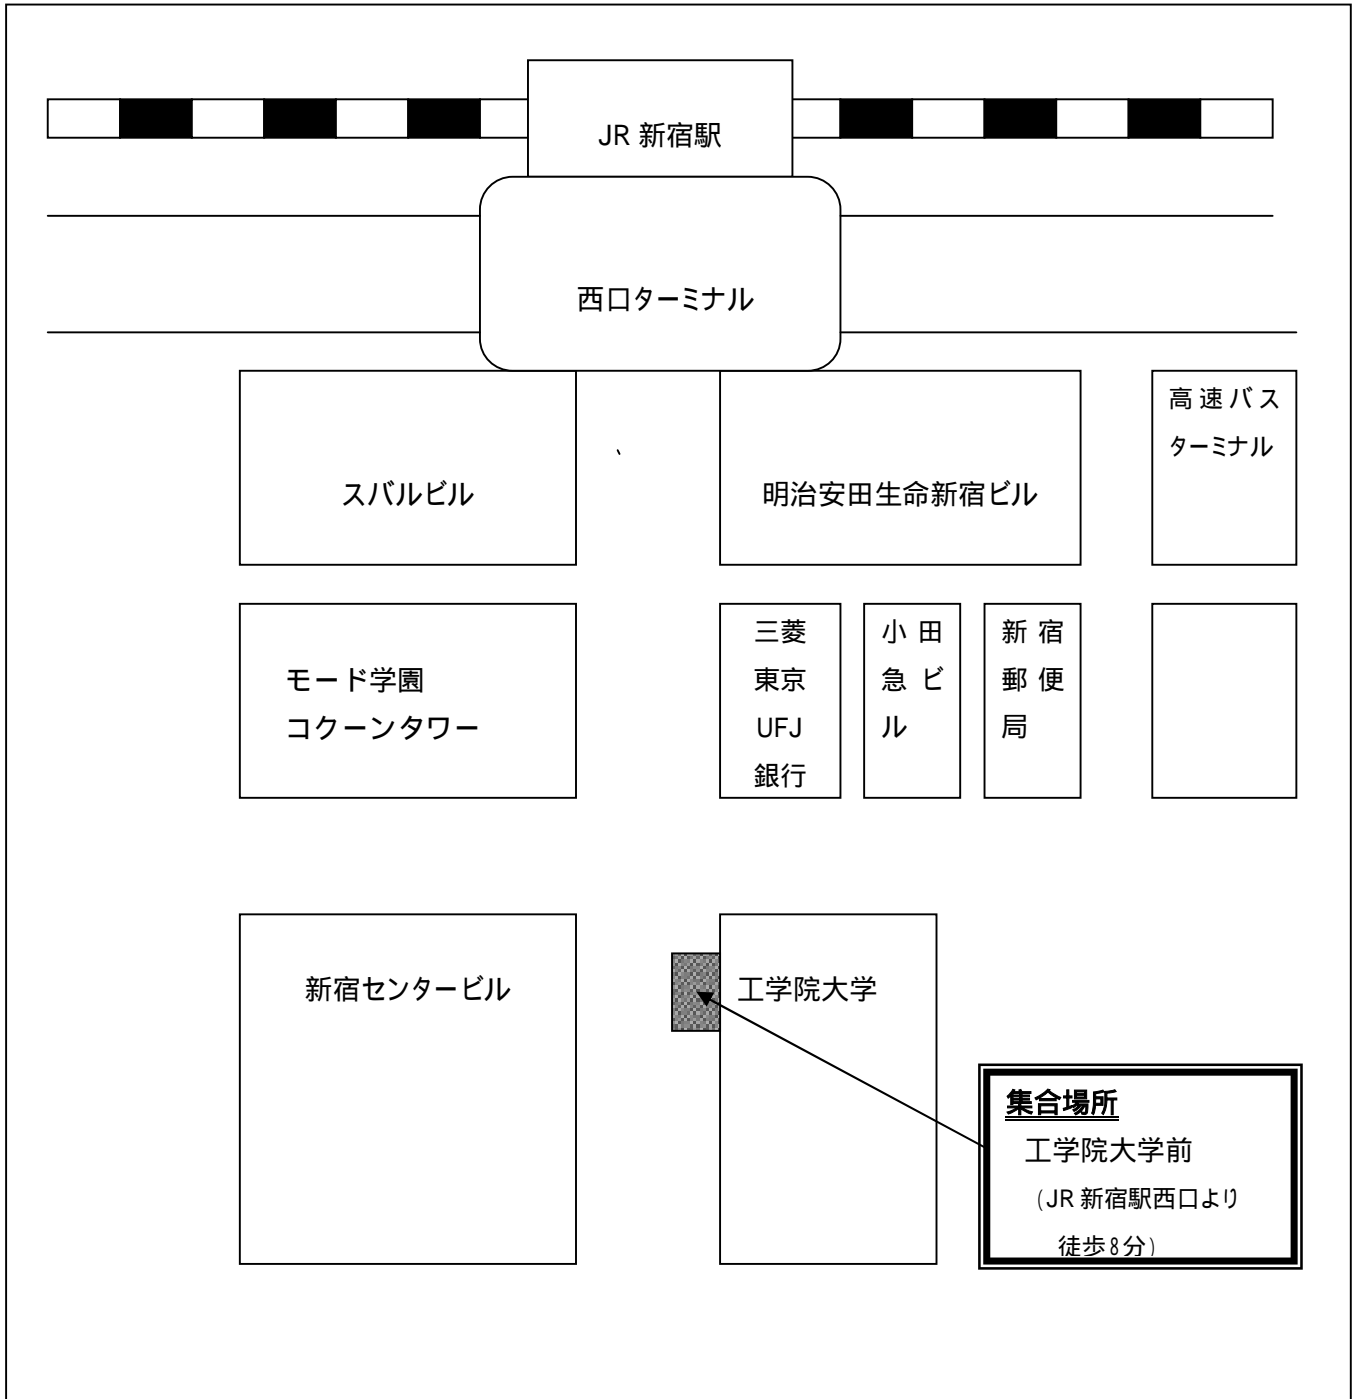 JR 新宿駅
西口ターミナル
スバルビル
、
明治安田生命新宿ビル
高速バス
ターミナル
モード学園
コクーンタワー
三菱
東京
UFJ
銀行
小田
急ビ
ル
新宿
郵便
局
新宿センタービル
工学院大学
集合場所
工学院大学前
（JR 新宿駅西口より
徒歩8分）